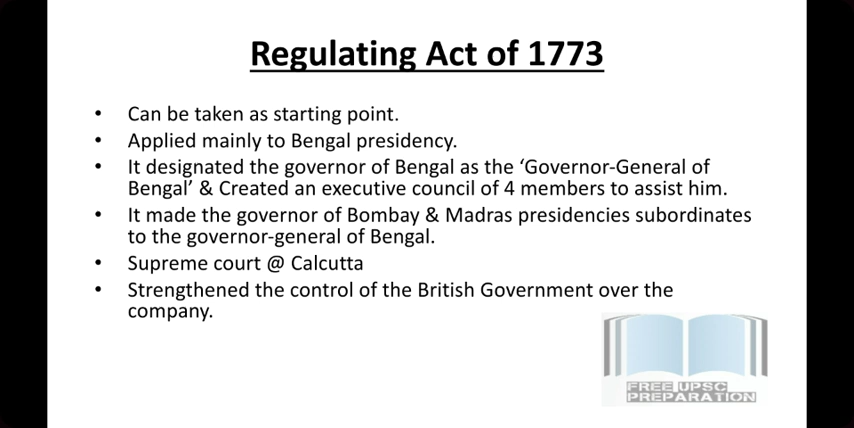 Regulating Act of 1773
• Can be taken as starting point.
• Applied mainly to Bengal presidency.
• It designated the governor of Bengal as the ‘Governor-General of
Bengal’ & Created an executive council of 4 members to assist him.
• It made the governor of Bombay & Madras presidencies subordinates
to the governor-general of Bengal.
• Supreme court @ Calcutta
• Strengthened the control of the British Government over the
company.
FREE UPSC
PREPARATION